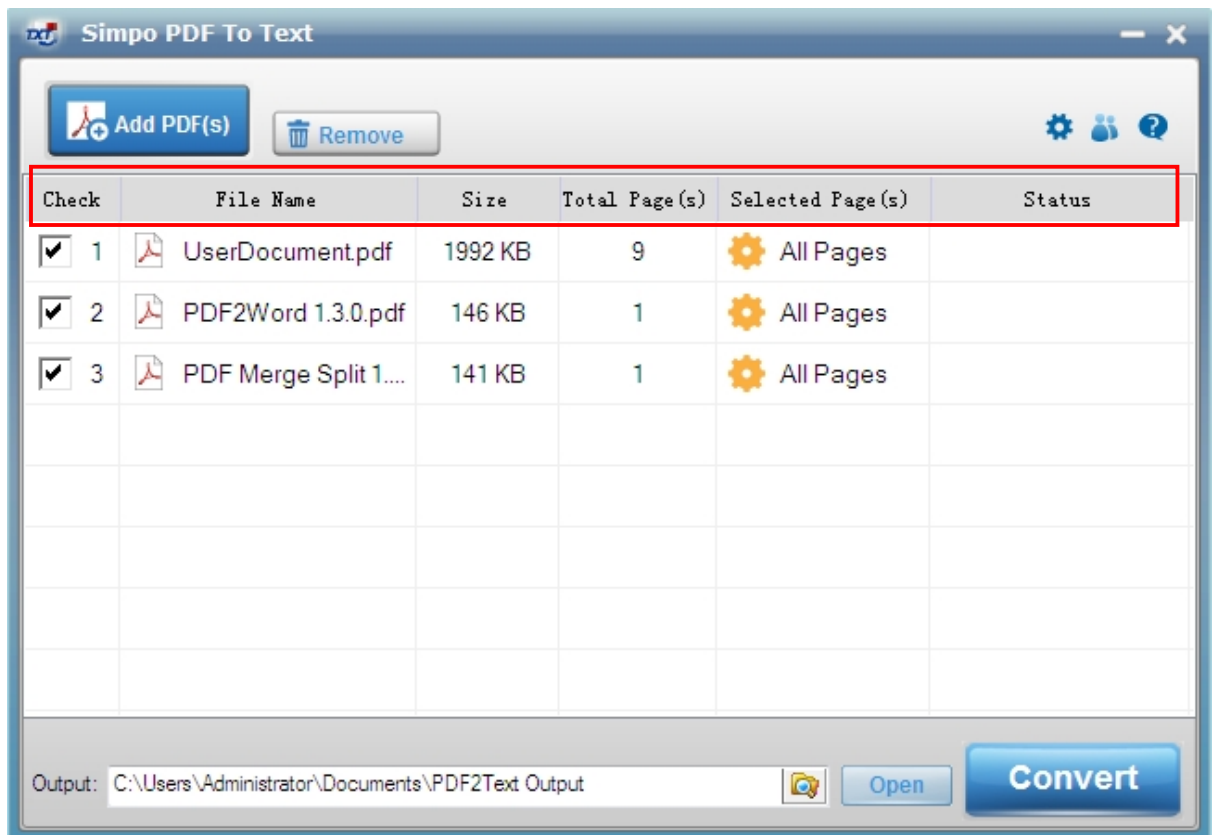 Simpo PDF To Text
Add PDF(s) Remove
Check File Name Size Total Page(s) Selected Page(s) Status
1 UserDocument.pdf 1992 KB 9 All Pages
2 PDF2Word 1.3.0.pdf 146 KB 1 All Pages
3 PDF Merge Split 1.... 141 KB 1 All Pages
Output: C:\Users\Administrator\Documents\PDF2Text Output Open Convert